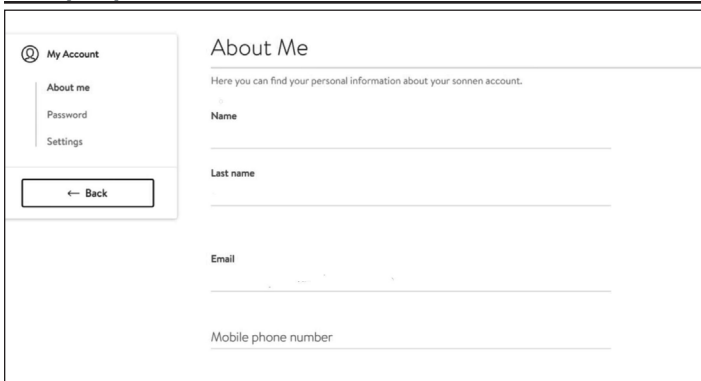 My Account
About me
Password
Settings
← Back
About Me
Here you can find your personal information about your sonnen account.
Name
Last name
Email
Mobile phone number